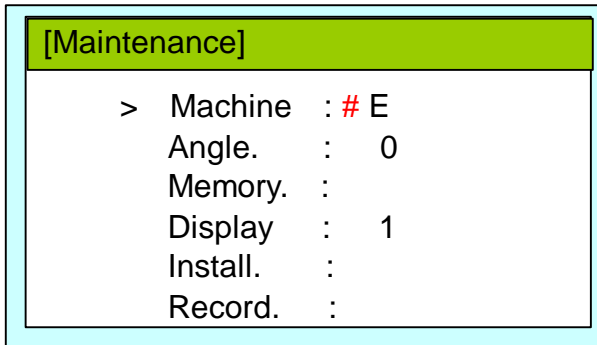 [Maintenance]
> Machine : # E
Angle. : 0
Memory. :
Display : 1
Install. :
Record. :